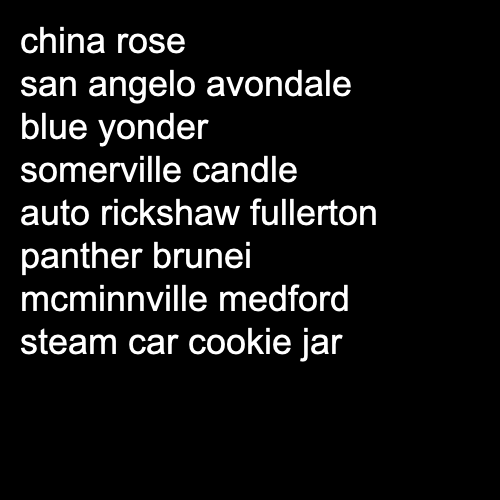 china rose
san angelo avondale
blue yonder
somerville candle
auto rickshaw fullerton
panther brunei
mcminnville medford
steam car cookie jar